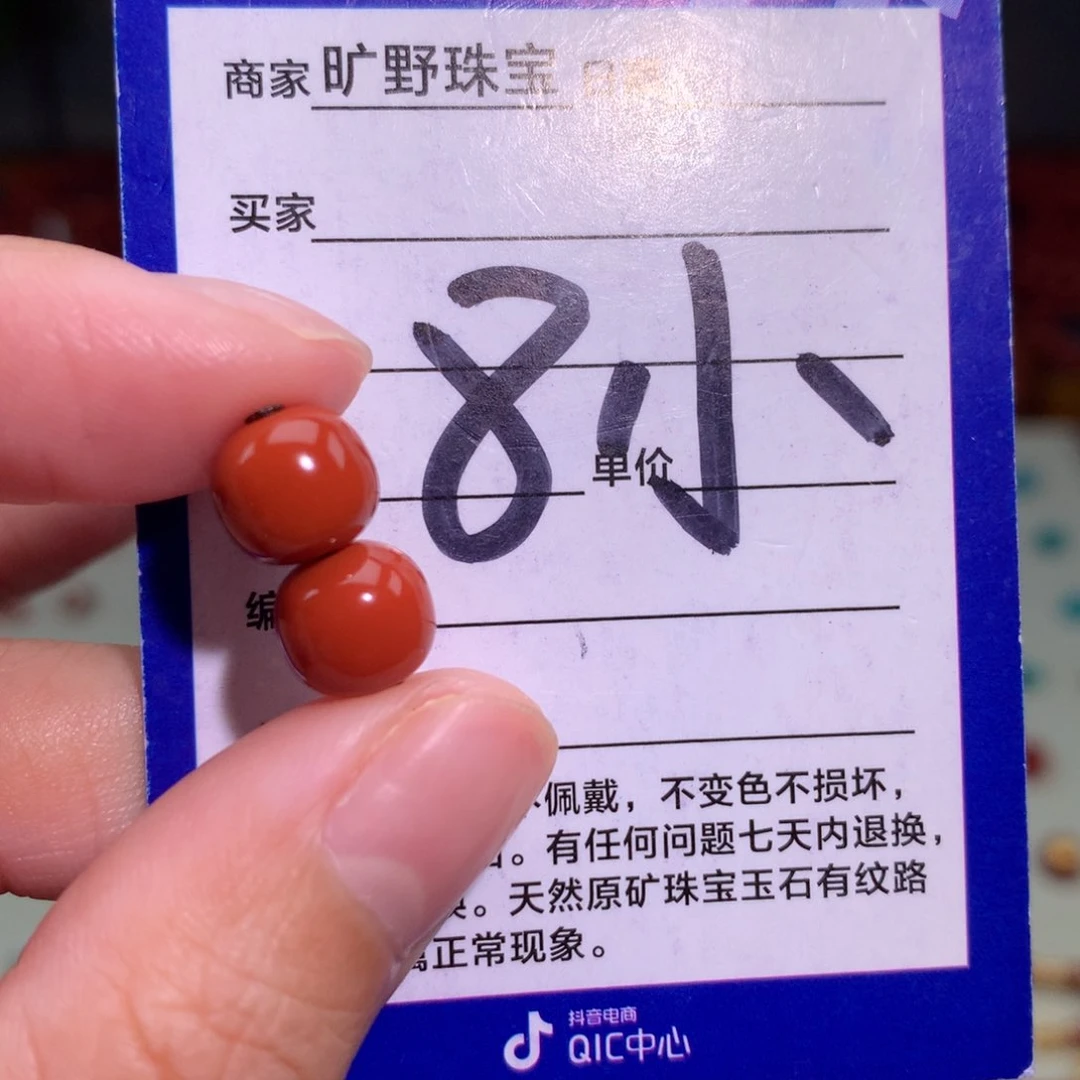 商家 旷野珠宝
买家
8小
单价
编
佩戴，不变色不损坏，
。有任何问题七天内退换，
。天然原矿珠宝玉石有纹路
属正常现象。
抖音电商
QIC中心